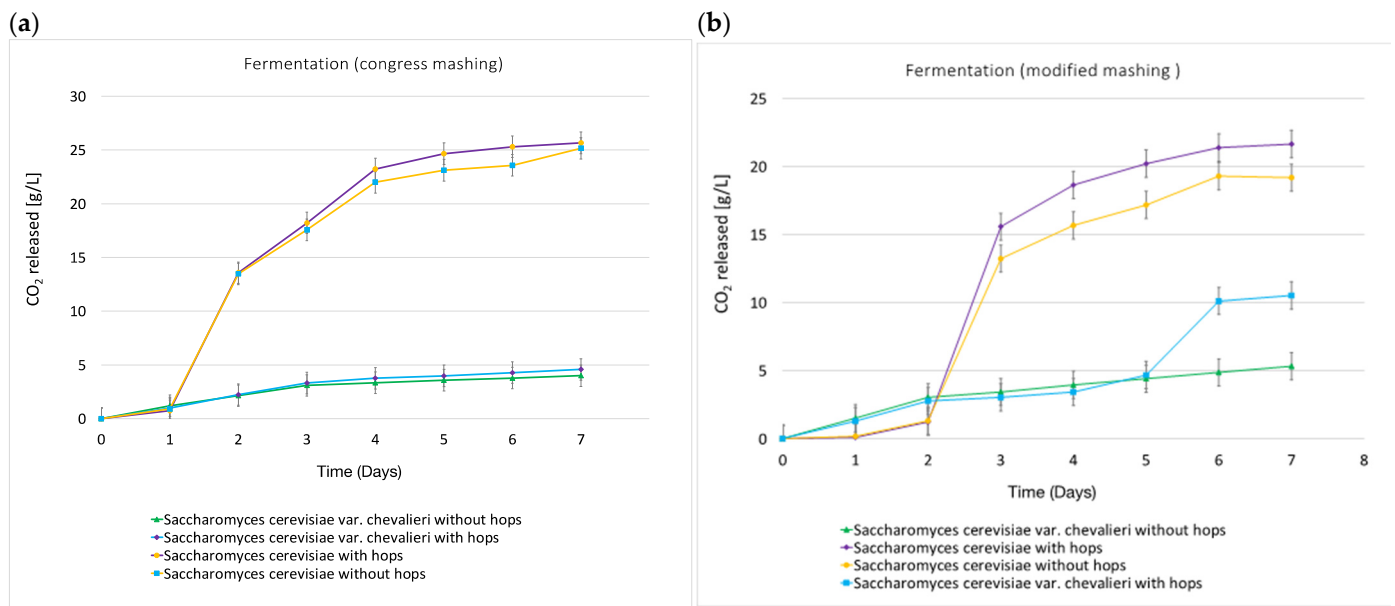 (a)
Fermentation (congress mashing)
30
25
20
15
10
5
0
CO2 released [g/L]
0 1 2 3 4 5 6 7
Time (Days)
Saccharomyces cerevisiae var. chevalieri without hops
Saccharomyces cerevisiae var. chevalieri with hops
Saccharomyces cerevisiae with hops
Saccharomyces cerevisiae without hops
(b)
Fermentation (modified mashing )
25
20
15
10
5
0
CO2 released [g/L]
0 1 2 3 4 5 6 7 8
Time (Days)
Saccharomyces cerevisiae var. chevalieri without hops
Saccharomyces cerevisiae with hops
Saccharomyces cerevisiae without hops
Saccharomyces cerevisiae var. chevalieri with hops